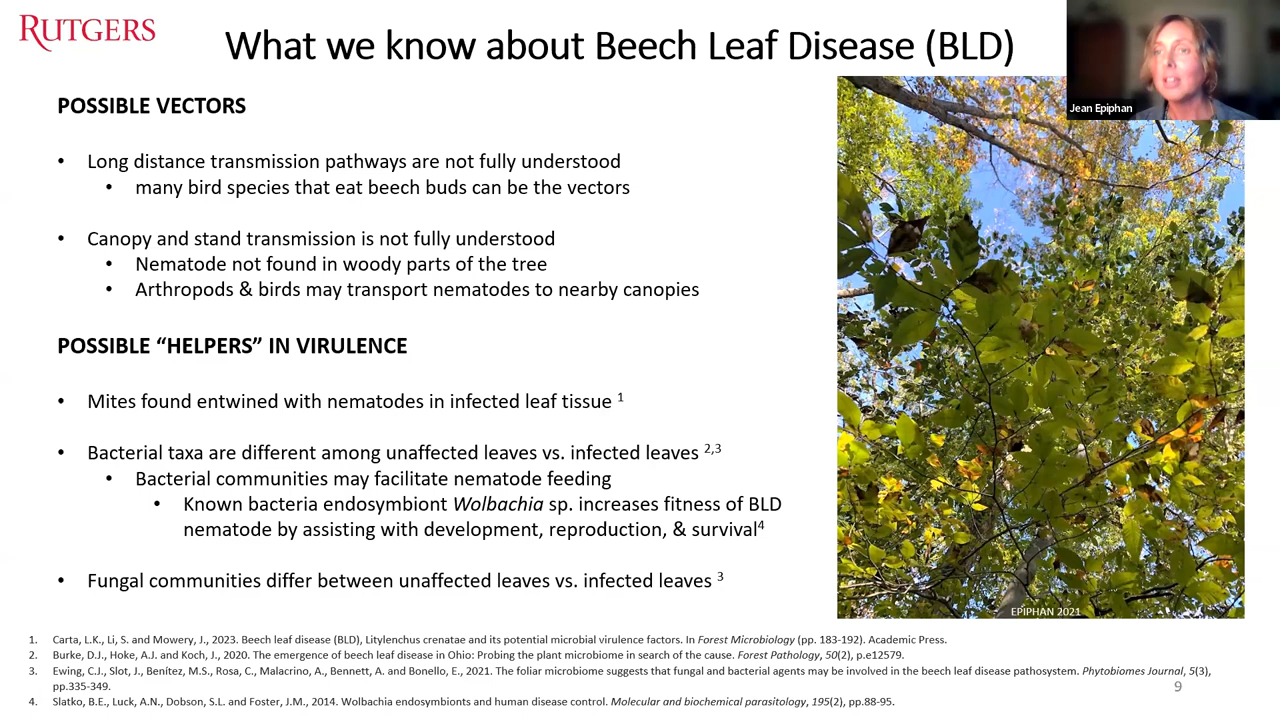 RUTGERS
What we know about Beech Leaf Disease (BLD)
Jean Epiphan
POSSIBLE VECTORS
• Long distance transmission pathways are not fully understood
• many bird species that eat beech buds can be the vectors
• Canopy and stand transmission is not fully understood
• Nematode not found in woody parts of the tree
• Arthropods & birds may transport nematodes to nearby canopies
POSSIBLE “HELPERS” IN VIRULENCE
• Mites found entwined with nematodes in infected leaf tissue 1
• Bacterial taxa are different among unaffected leaves vs. infected leaves 2,3
• Bacterial communities may facilitate nematode feeding
• Known bacteria endosymbiont Wolbachia sp. increases fitness of BLD
nematode by assisting with development, reproduction, & survival4
• Fungal communities differ between unaffected leaves vs. infected leaves 3
EPIPHAN 2021
1. Carta, L.K., Li, S. and Mowery, J., 2023. Beech leaf disease (BLD), Litylenchus crenatae and its potential microbial virulence factors. In Forest Microbiology (pp. 183-192). Academic Press.
2. Burke, D.J., Hoke, A.J. and Koch, J., 2020. The emergence of beech leaf disease in Ohio: Probing the plant microbiome in search of the cause. Forest Pathology, 50(2), p.e12579.
3. Ewing, C.J., Slot, J., Benítez, M.S., Rosa, C., Malacrino, A., Bennett, A. and Bonello, E., 2021. The foliar microbiome suggests that fungal and bacterial agents may be involved in the beech leaf disease pathosystem. Phytobiomes Journal, 5(3),
pp.335-349.
4. Slatko, B.E., Luck, A.N., Dobson, S.L. and Foster, J.M., 2014. Wolbachia endosymbionts and human disease control. Molecular and biochemical parasitology, 195(2), pp.88-95.
9